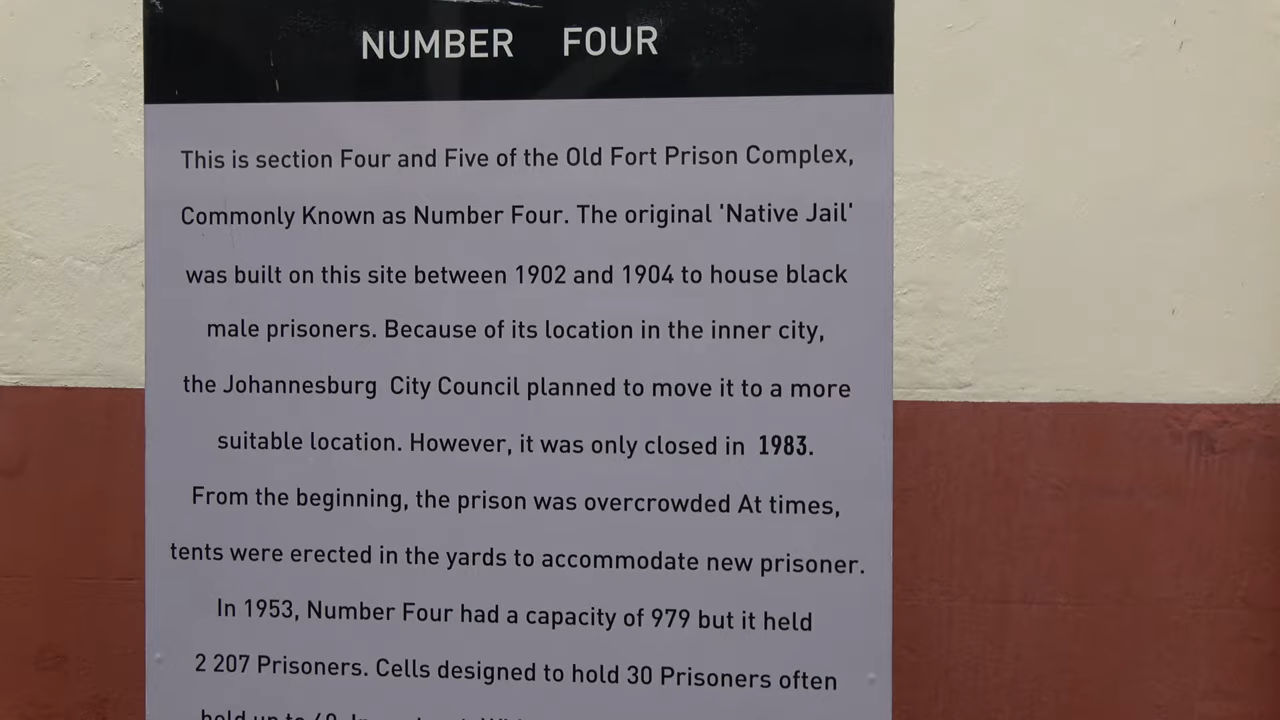 NUMBER FOUR
This is section Four and Five of the Old Fort Prison Complex,
Commonly Known as Number Four. The original 'Native Jail'
was built on this site between 1902 and 1904 to house black
male prisoners. Because of its location in the inner city,
the Johannesburg City Council planned to move it to a more
suitable location. However, it was only closed in 1983.
From the beginning, the prison was overcrowded At times,
tents were erected in the yards to accommodate new prisoner.
In 1953, Number Four had a capacity of 979 but it held
2 207 Prisoners. Cells designed to hold 30 Prisoners often
hold up to 60.